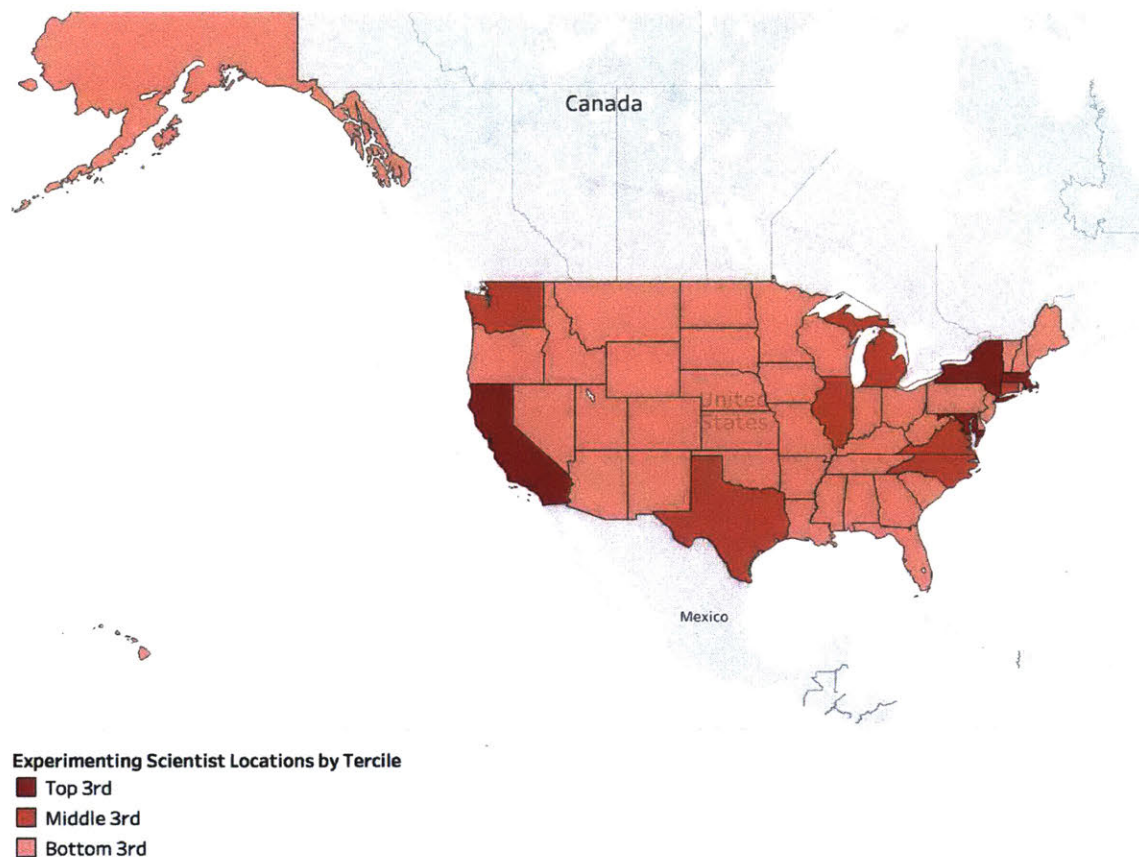 Canada
United
States
Mexico
Experimenting Scientist Locations by Tercile
Top 3rd
Middle 3rd
Bottom 3rd